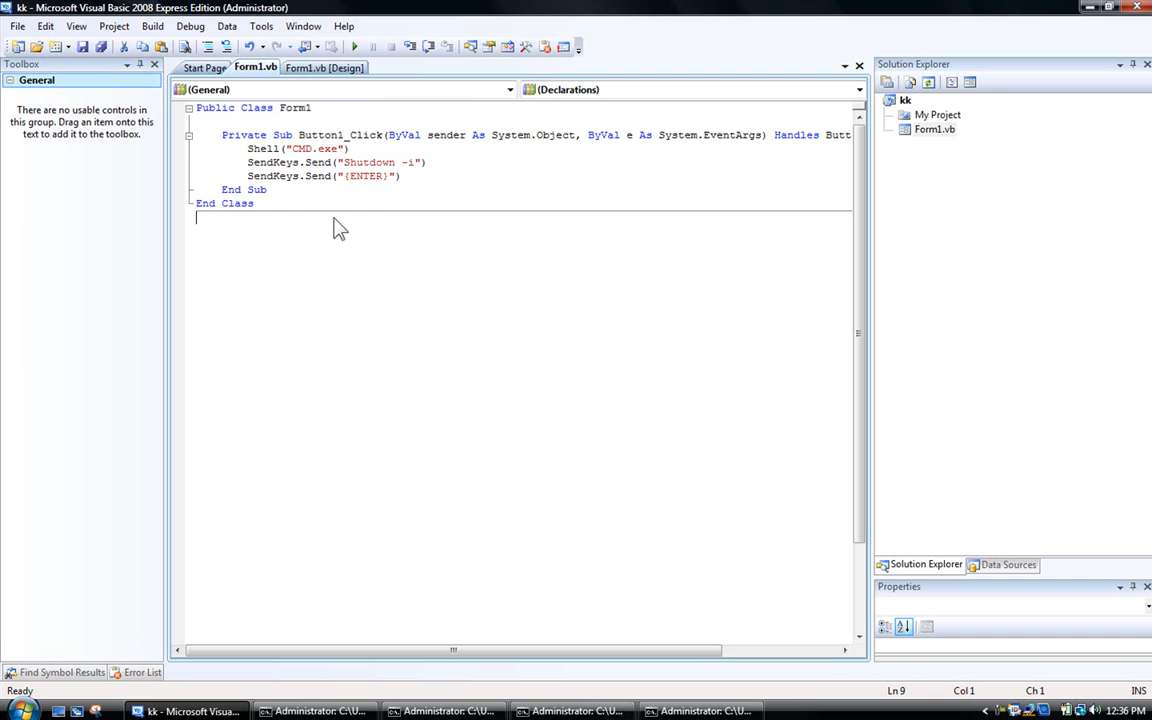 kk - Microsoft Visual Basic 2008 Express Edition (Administrator)
File Edit View Project Build Debug Data Tools Window Help
Toolbox
General
There are no usable controls in
this group. Drag an item onto this
text to add it to the toolbox.
Start Page Form1.vb Form1.vb [Design]
(General) (Declarations)
Public Class Form1
Private Sub Button1_Click(ByVal sender As System.Object, ByVal e As System.EventArgs) Handles Butt
Shell("CMD.exe")
SendKeys.Send("Shutdown -i")
SendKeys.Send("{ENTER}")
End Sub
End Class
Solution Explorer
kk
My Project
Form1.vb
Solution Explorer Data Sources
Properties
Find Symbol Results Error List
Ready Ln 9 Col 1 Ch 1 INS
kk - Microsoft Visua... Administrator: C:\U... Administrator: C:\U... Administrator: C:\U... Administrator: C:\U... 12:36 PM